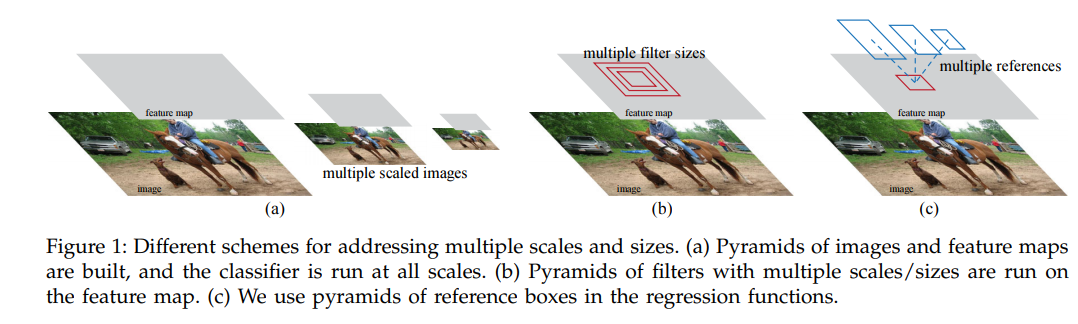 multiple filter sizes
multiple references
feature map
feature map
feature map
multiple scaled images
image
image
image
(a)
(b)
(c)
Figure 1: Different schemes for addressing multiple scales and sizes. (a) Pyramids of images and feature maps
are built, and the classifier is run at all scales. (b) Pyramids of filters with multiple scales/sizes are run on
the feature map. (c) We use pyramids of reference boxes in the regression functions.